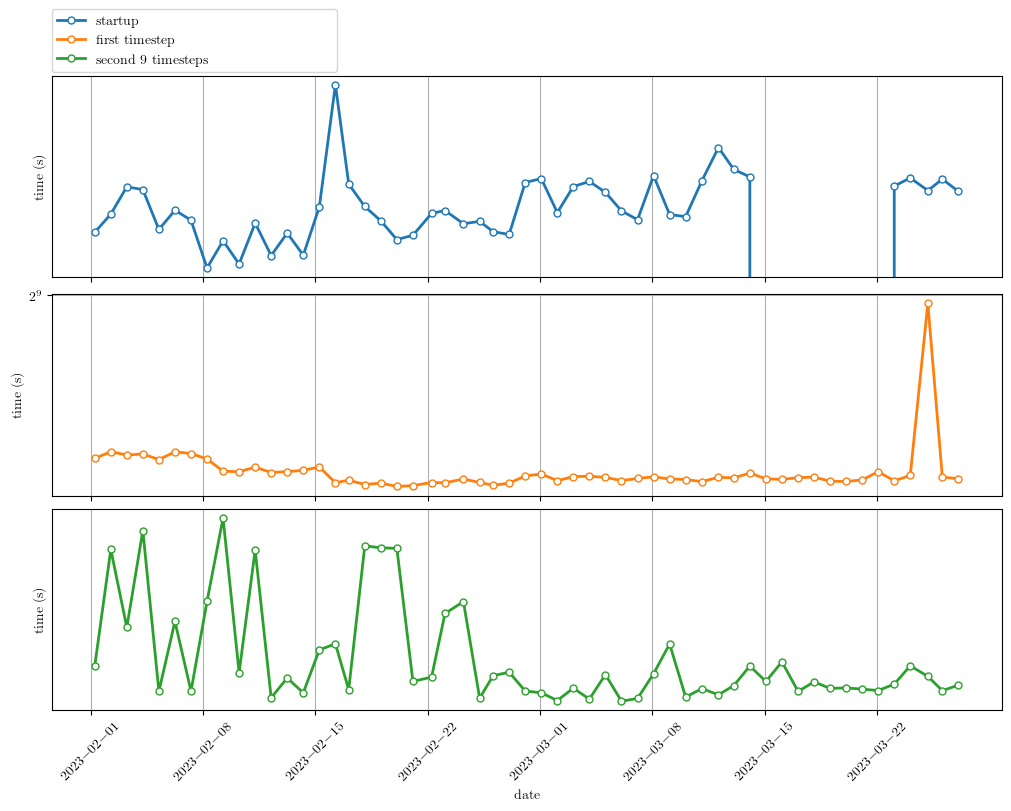 startup
first timestep
second 9 timesteps
time (s)
2⁹
time (s)
time (s)
2023−02−01
2023−02−08
2023−02−15
2023−02−22
2023−03−01
2023−03−08
2023−03−15
2023−03−22
date